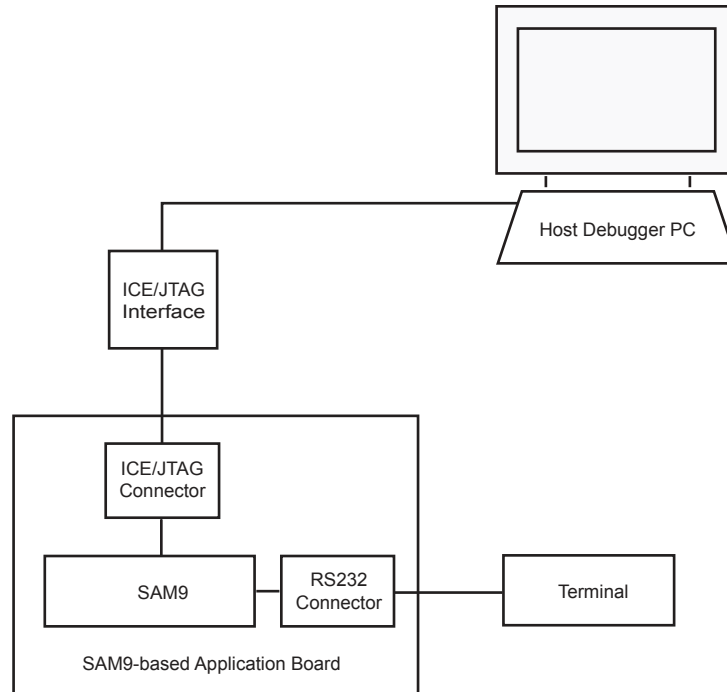 Host Debugger PC
ICE/JTAG
Interface
ICE/JTAG
Connector
SAM9
RS232
Connector
Terminal
SAM9-based Application Board